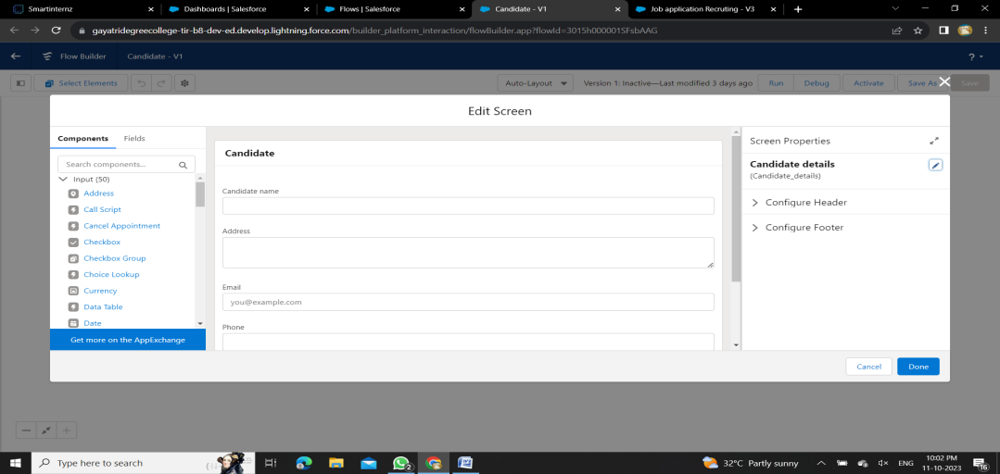 Smartinternz
Dashboards | Salesforce
Flows | Salesforce
Candidate - V1
Job application Recruting - V3
gayatridegreecollege-tir-b8-dev-ed.develop.lightning.force.com/builder_platform_interaction/flowBuilder.app?flowId=3015h000001SFsbAAG
Flow Builder
Candidate - V1
?
Select Elements
Auto-Layout
Version 1: Inactive—Last modified 3 days ago
Run
Debug
Activate
Save As
Save
Edit Screen
Components
Fields
Search components...
Input (50)
Address
Call Script
Cancel Appointment
Checkbox
Checkbox Group
Choice Lookup
Currency
Data Table
Date
Get more on the AppExchange
Candidate
Candidate name
Address
Email
you@example.com
Phone
Screen Properties
Candidate details
(Candidate_details)
Configure Header
Configure Footer
Cancel
Done
Type here to search
2
32°C Partly sunny
ENG
10:02 PM
11-10-2023
16